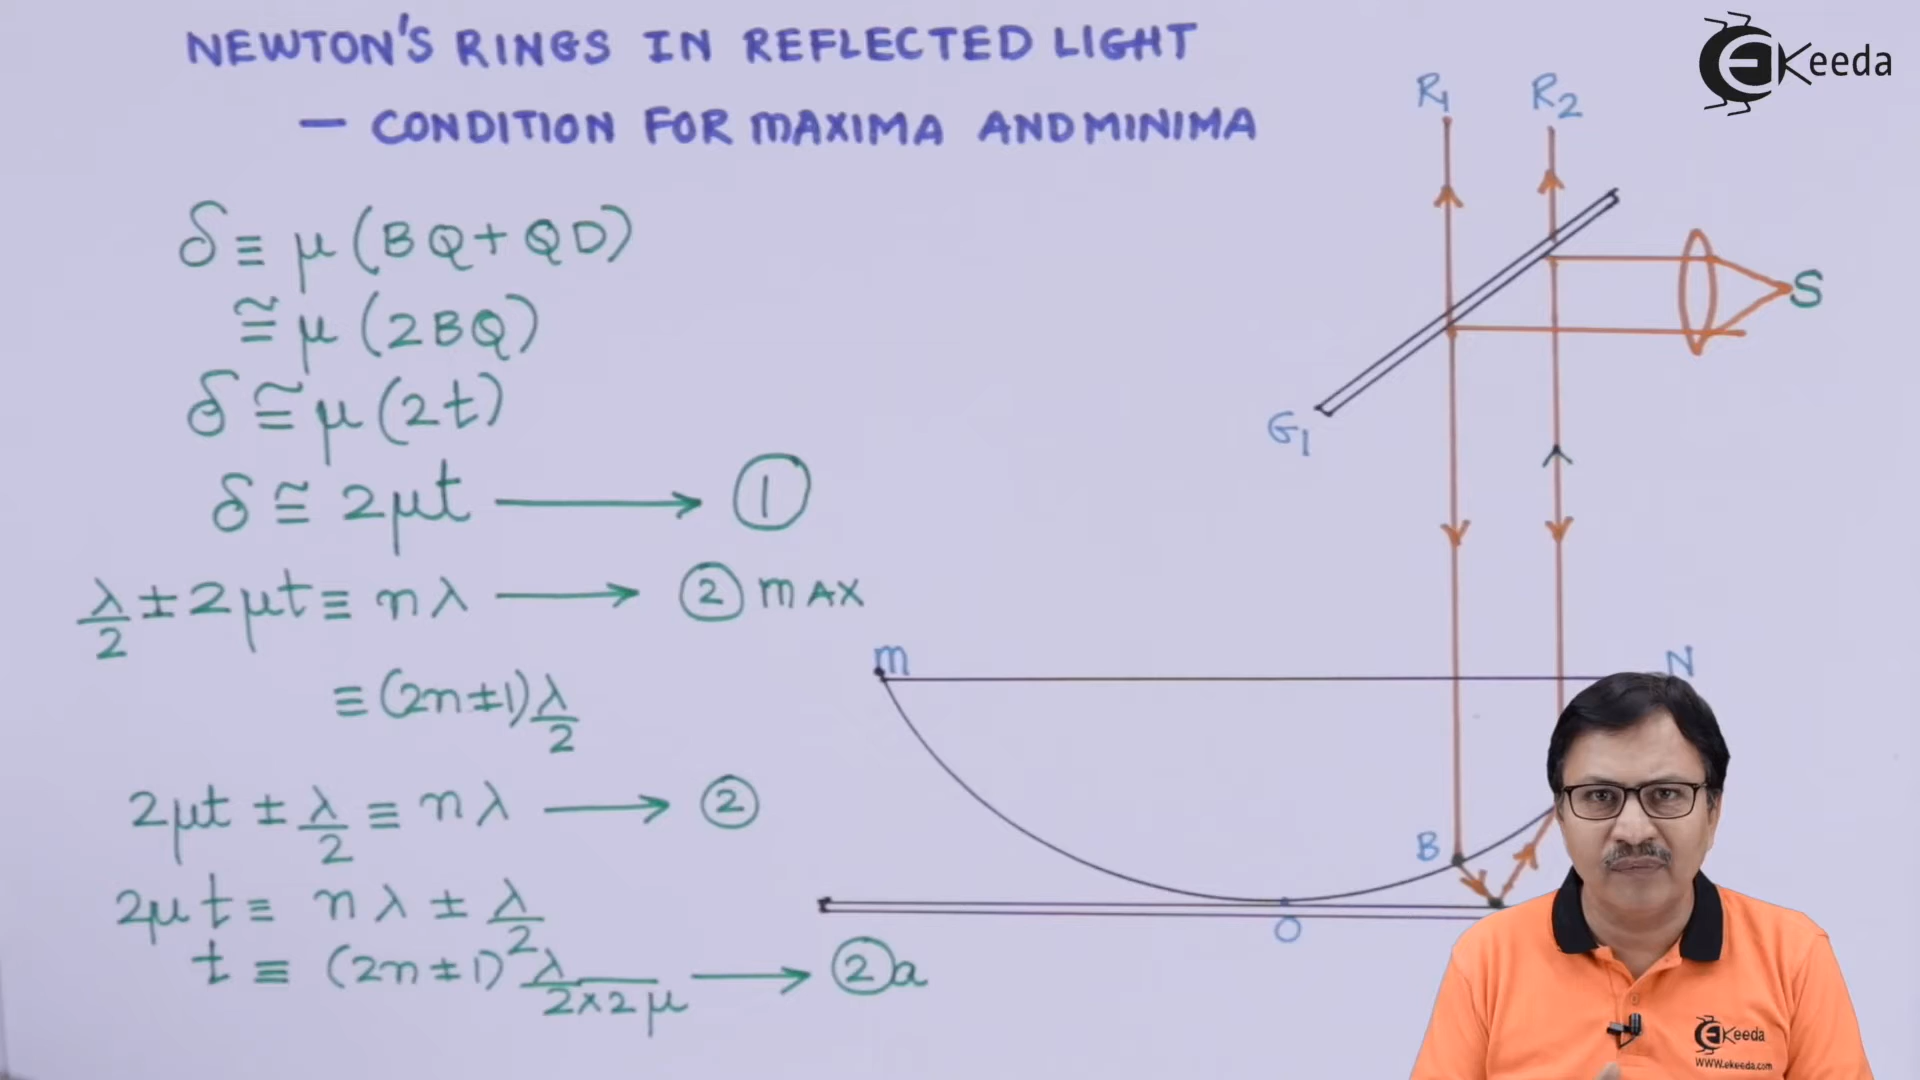 NEWTON'S RINGS IN REFLECTED LIGHT
— CONDITION FOR MAXIMA AND MINIMA
δ ≡ μ(BQ+QD)
≅ μ(2BQ)
δ ≅ μ(2t)
δ ≅ 2μt → ①
λ/2 ± 2μt ≡ nλ → ② MAX
≡ (2n±1) λ/2
2μt ± λ/2 ≡ nλ → ②
2μt ≡ nλ ± λ/2
t ≡ (2n±1) λ/(2×2μ) → ②a
R1 R2
S
G1
M N
B
O
EKeeda
EKeeda
www.ekeeda.com